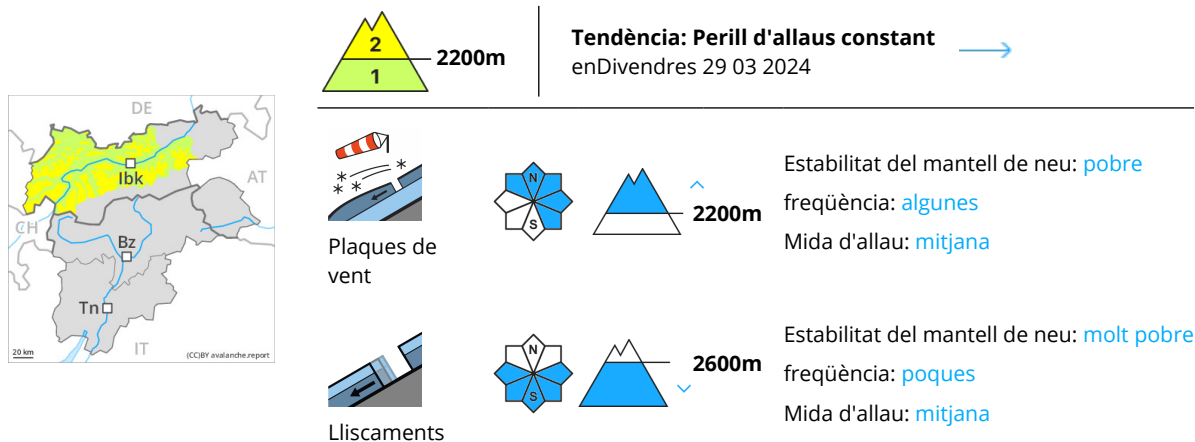 2
1
2200m
Tendència: Perill d'allaus constant
enDivendres 29 03 2024
DE
AT
CH
IT
Ibk
Bz
Tn
20 km
(CC)BY avalanche.report
Plaques de
vent
N
S
2200m
Estabilitat del mantell de neu: pobre
freqüència: algunes
Mida d'allau: mitjana
Lliscaments
N
S
2600m
Estabilitat del mantell de neu: molt pobre
freqüència: poques
Mida d'allau: mitjana